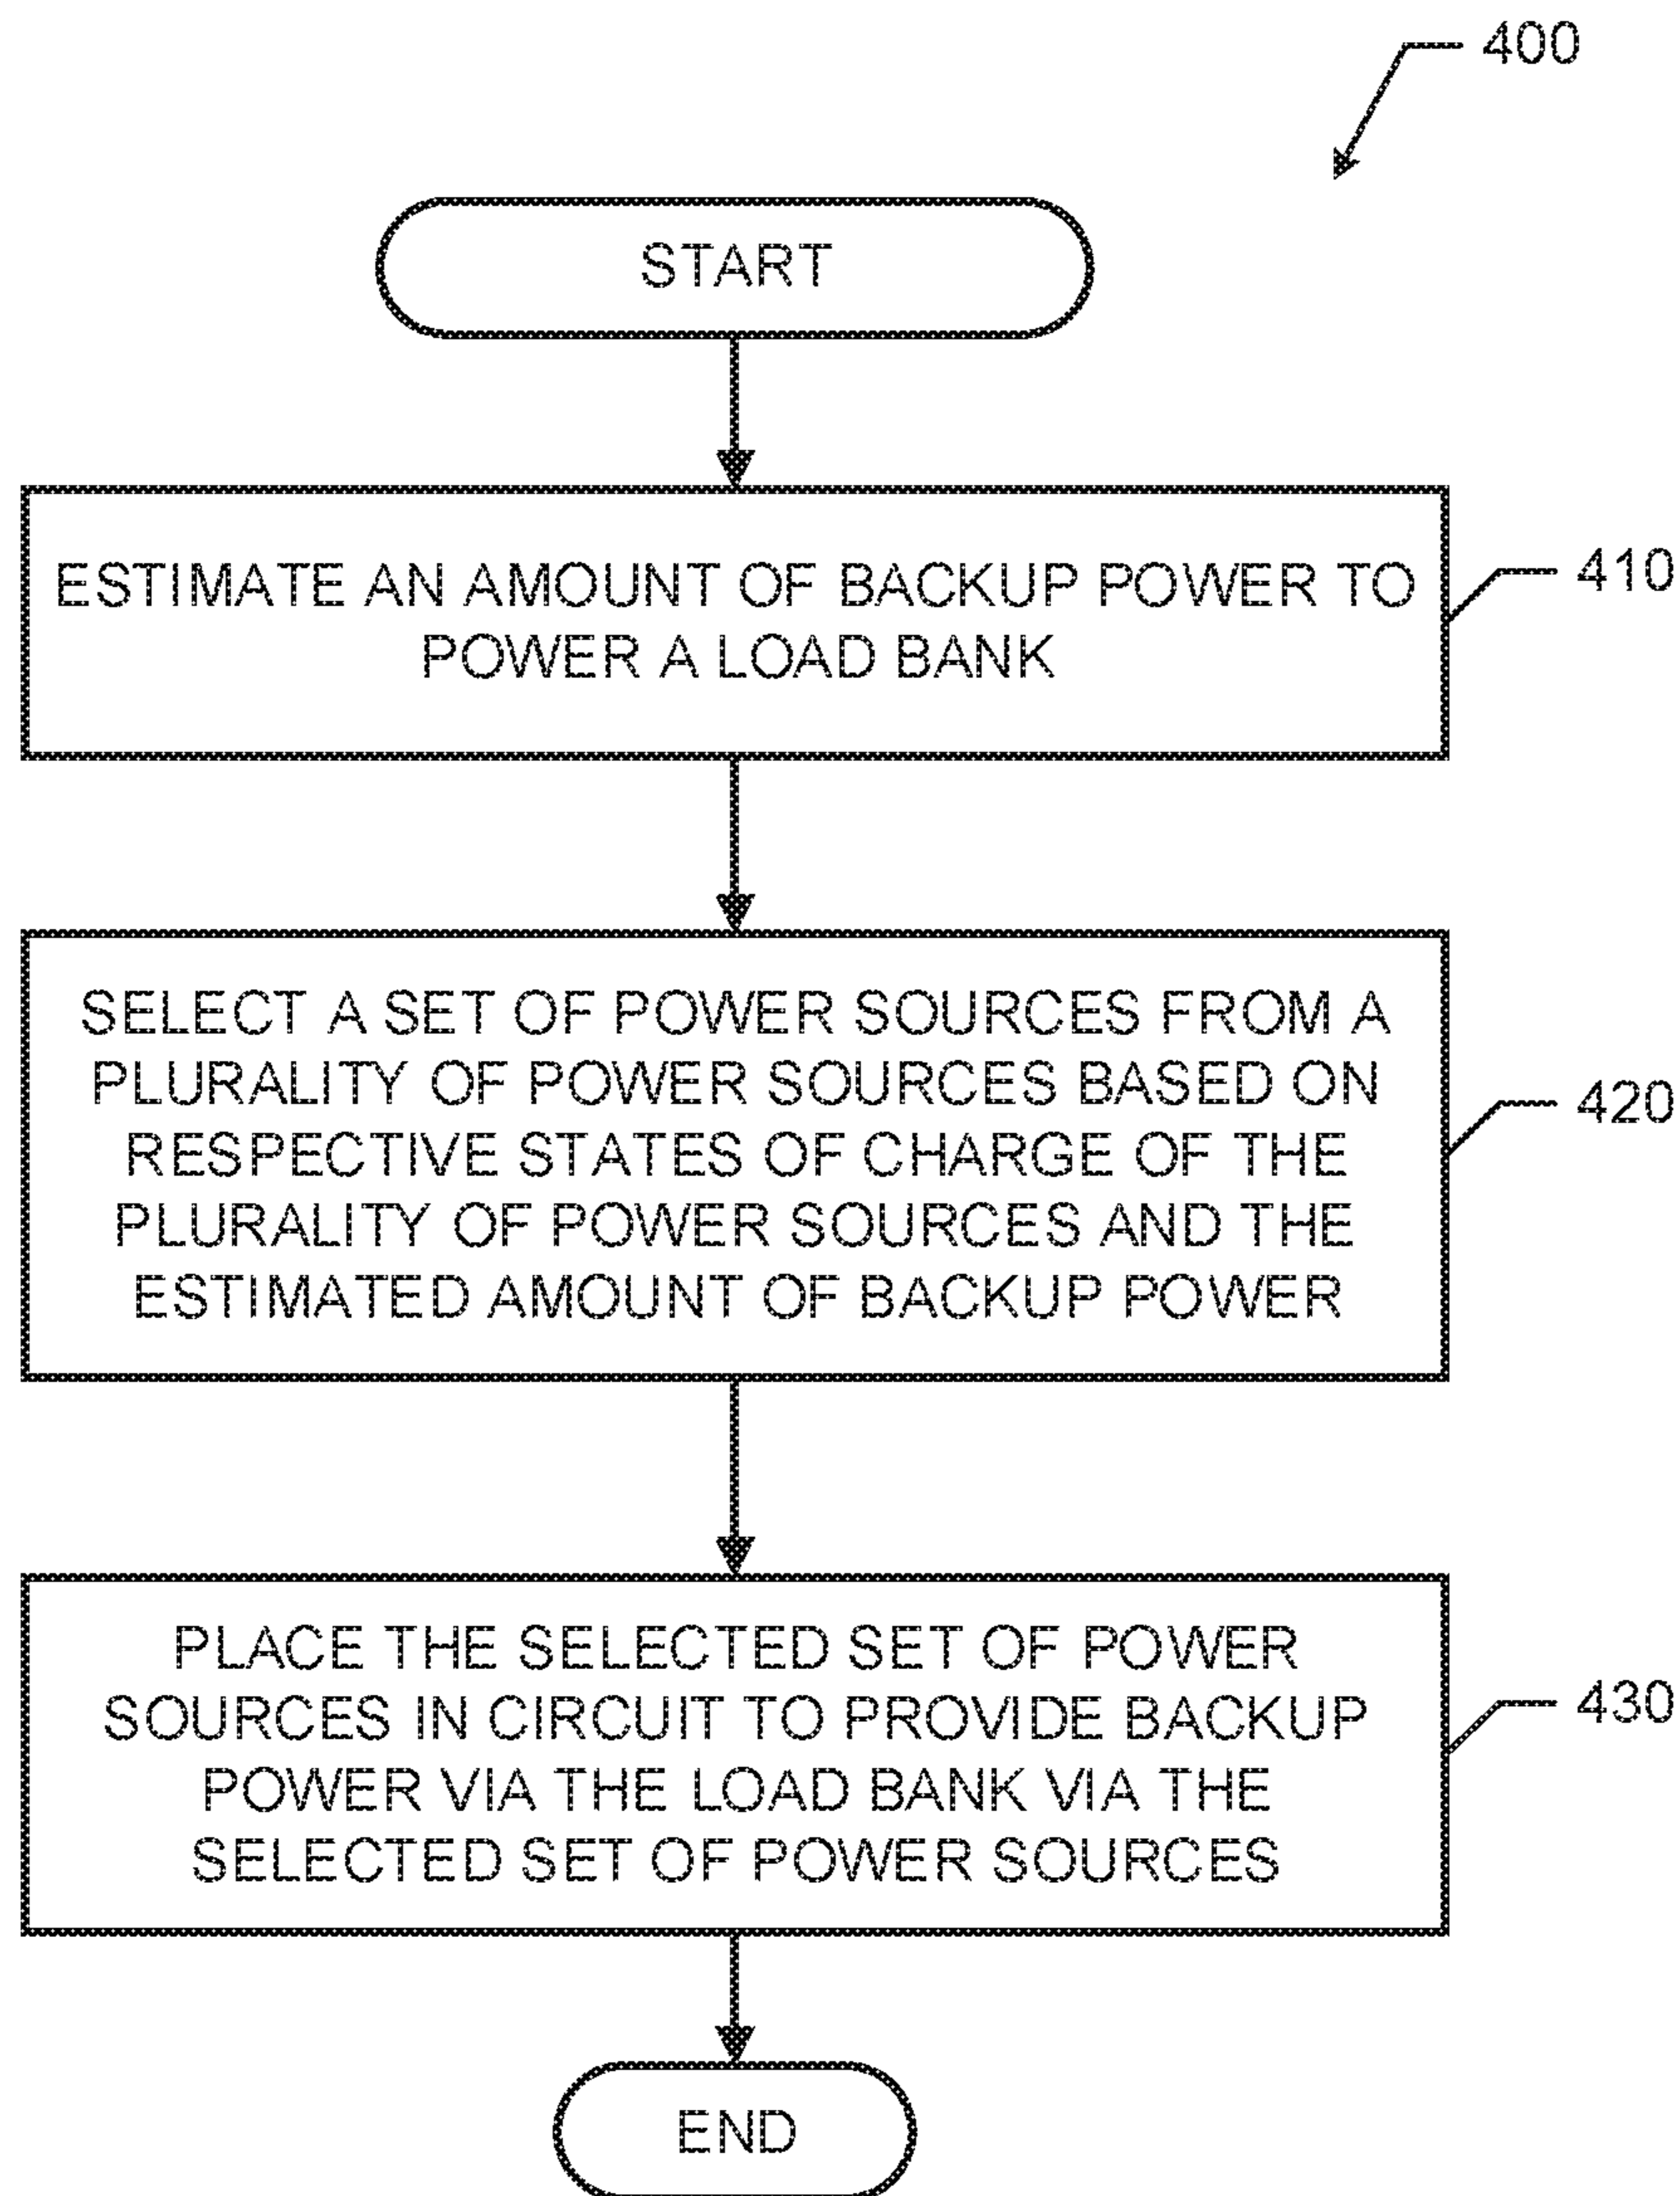 400
START
ESTIMATE AN AMOUNT OF BACKUP POWER TO
POWER A LOAD BANK
410
SELECT A SET OF POWER SOURCES FROM A
PLURALITY OF POWER SOURCES BASED ON
RESPECTIVE STATES OF CHARGE OF THE
PLURALITY OF POWER SOURCES AND THE
ESTIMATED AMOUNT OF BACKUP POWER
420
PLACE THE SELECTED SET OF POWER
SOURCES IN CIRCUIT TO PROVIDE BACKUP
POWER VIA THE LOAD BANK VIA THE
SELECTED SET OF POWER SOURCES
430
END